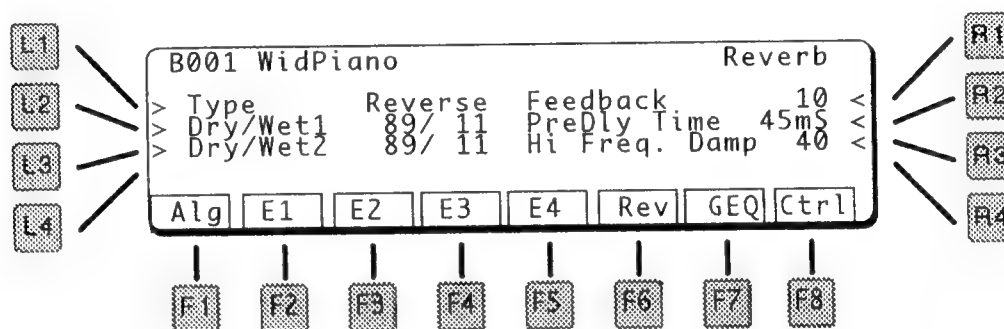 L1
L2
L3
L4
B001 WidPiano Reverb
> Type Reverse Feedback 10 <
> Dry/Wet1 89/ 11 PreDly Time 45mS <
> Dry/Wet2 89/ 11 Hi Freq. Damp 40 <
Alg E1 E2 E3 E4 Rev GEQ Ctrl
R1
R2
R3
R4
F1 F2 F3 F4 F5 F6 F7 F8